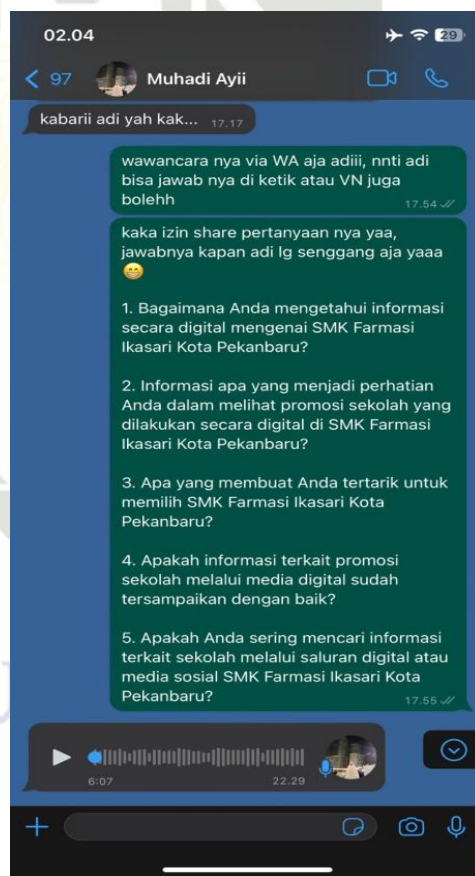 02.04
29
97
Muhadi Ayii
kabarii adi yah kak... 17.17
wawancara nya via WA aja adiii, nnti adi
bisa jawab nya di ketik atau VN juga
bolehh
17.54
kaka izin share pertanyaan nya yaa,
jawabnya kapan adi lg senggang aja yaaa
😁
1. Bagaimana Anda mengetahui informasi
secara digital mengenai SMK Farmasi
Ikasari Kota Pekanbaru?
2. Informasi apa yang menjadi perhatian
Anda dalam melihat promosi sekolah yang
dilakukan secara digital di SMK Farmasi
Ikasari Kota Pekanbaru?
3. Apa yang membuat Anda tertarik untuk
memilih SMK Farmasi Ikasari Kota
Pekanbaru?
4. Apakah informasi terkait promosi
sekolah melalui media digital sudah
tersampaikan dengan baik?
5. Apakah Anda sering mencari informasi
terkait sekolah melalui saluran digital atau
media sosial SMK Farmasi Ikasari Kota
Pekanbaru?
17.55
6:07
22.29